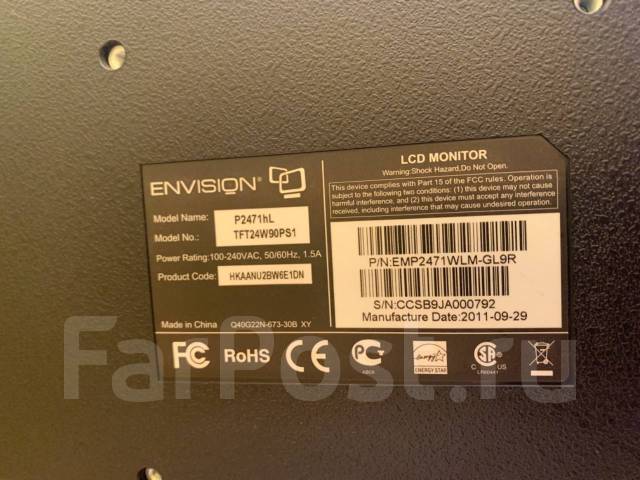 ENVISION®
Model Name: P2471hL
Model No.: TFT24W90PS1
Power Rating:100-240VAC, 50/60Hz, 1.5A
Product Code: HKAANU2BW6E1DN
Made in China Q40G22N-673-30B XY
FC RoHS CE
LCD MONITOR
Warning:Shock Hazard,Do Not Open.
This device complies with Part 15 of the FCC rules. Operation is
subject to the following two conditions: (1) this device may not cause
harmful interference, and (2) this device must accept any interference
received, including interference that may cause undesired operation.
P/N:EMP2471WLM-GL9R
S/N:CCSB9JA000792
Manufacture Date:2011-09-29
ENERGY STAR
C US
FarPost.ru